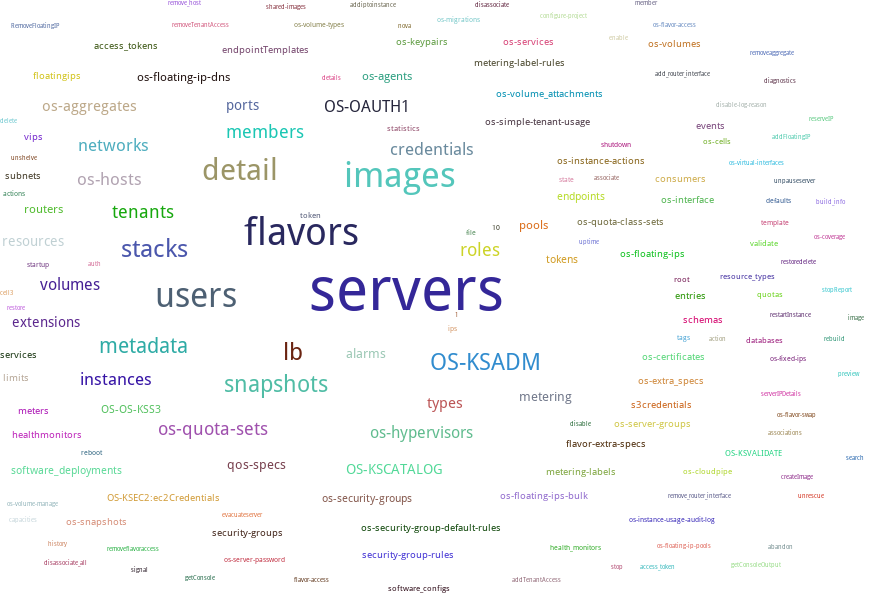 remove_host
shared-images
addiptoinstance
disassociate
member
RemoveFloatingIP
removeTenantAccess
os-volume-types
nova
os-migrations
configure.project
os-flavor-access
access_tokens
endpointTemplates
os-keypairs
os-services
enable
os-volumes
removeaggregate
metering-label-rules
floatingips
os-floating-ip-dns
details
os-agents
add_router_interface
diagnostics
os-volume_attachments
os-aggregates
ports
OS-OAUTH1
disable-log-reason
delete
os-simple-tenant-usage
reserveIP
vips
members
statistics
events
addFloatingIP
networks
credentials
shutdown
os-cells
unshelve
detail
images
os-instance-actions
os-virtual-interfaces
subnets
os-hosts
state
associate
consumers
unpauseserver
actions
endpoints
os-interface
defaults
build_info
routers
tenants
token
flavors
file
10
pools
os-quota-class-sets
template
resources
stacks
roles
uptime
validate
os-coverage
startup
auth
tokens
os-floating-ips
restoredelete
volumes
users
servers
root
resource_types
cell3
entries
quotas
stopReport
restore
extensions
1
ips
schemas
restartInstance
image
services
metadata
lb
alarms
OS-KSADM
tags
action
databases
rebuild
os-certificates
os-fixed-ips
limits
instances
snapshots
os-extra_specs
preview
meters
OS-OS-KSS3
types
metering
s3credentials
serverIPDetails
healthmonitors
os-quota-sets
os-hypervisors
disable
os-server-groups
os-flavor-swap
associations
reboot
flavor-extra-specs
OS-KSVALIDATE
search
software_deployments
qos-specs
OS-KSCATALOG
metering-labels
os-cloudpipe
createImage
os-volume-manage
OS-KSEC2:ec2Credentials
os-security-groups
os-floating-ips-bulk
remove_router_interface
unrescue
capacities
os-snapshots
evacuateserver
os-instance-usage-audit-log
security-groups
os-security-group-default-rules
history
removeflavoraccess
security-group-rules
health_monitors
os-floating-ip-pools
abandon
disassociate_all
signal
os-server-password
stop
access_token
getConsoleOutput
getConsole
flavor-access
software_configs
addTenantAccess